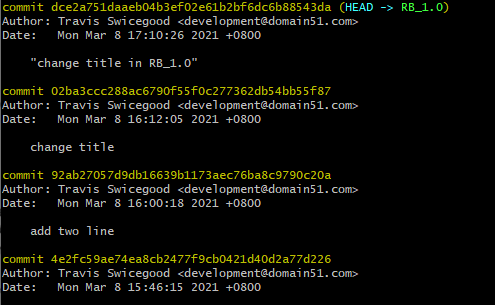 commit dce2a751daaeb04b3ef02e61b2bf6dc6b88543da (HEAD -> RB_1.0)
Author: Travis Swicegood <development@domain51.com>
Date:   Mon Mar 8 17:10:26 2021 +0800
"change title in RB_1.0"
commit 02ba3ccc288ac6790f55f0c277362db54bb55f87
Author: Travis Swicegood <development@domain51.com>
Date:   Mon Mar 8 16:12:05 2021 +0800
change title
commit 92ab27057d9db16639b1173aec76ba8c9790c20a
Author: Travis Swicegood <development@domain51.com>
Date:   Mon Mar 8 16:00:18 2021 +0800
add two line
commit 4e2fc59ae74ea8cb2477f9cb0421d40d2a77d226
Author: Travis Swicegood <development@domain51.com>
Date:   Mon Mar 8 15:46:15 2021 +0800